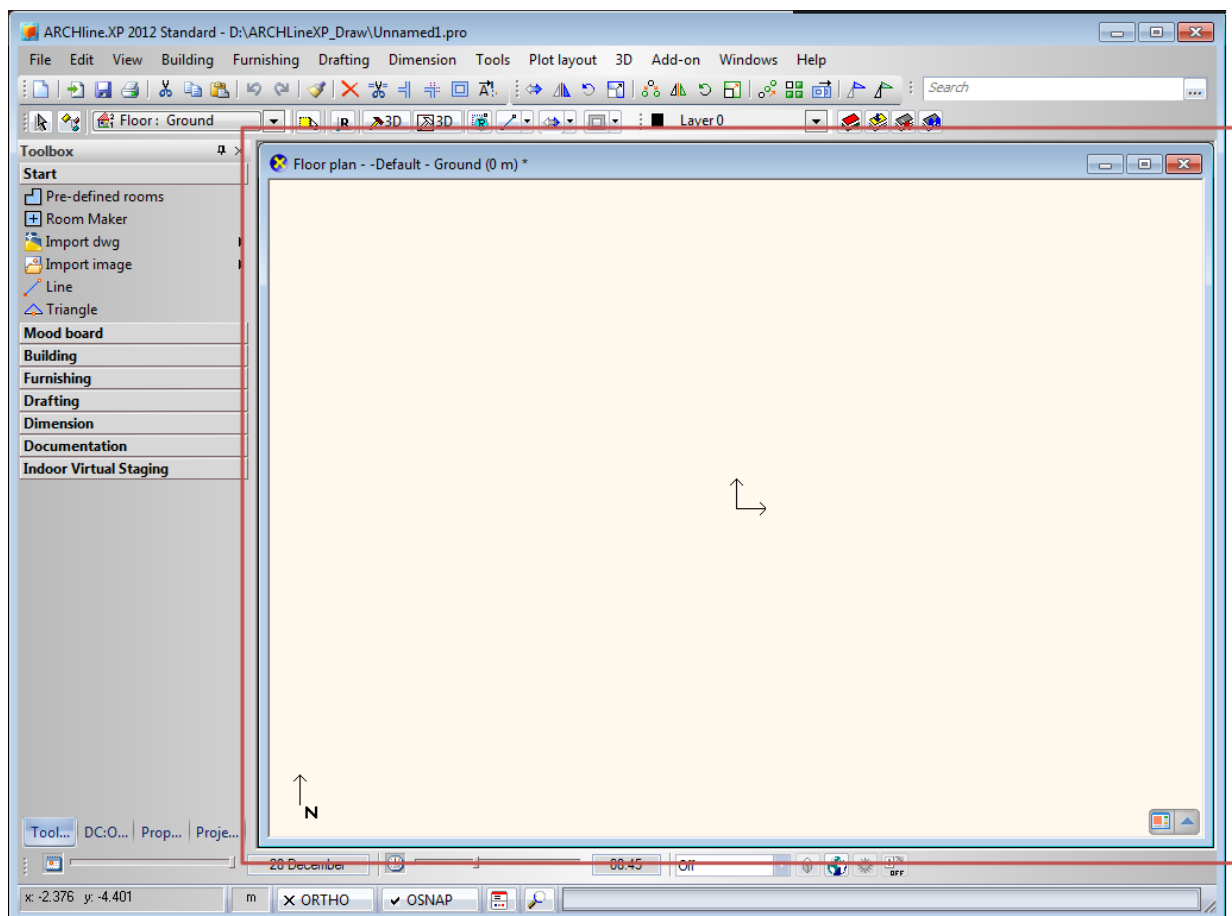 ARCHline.XP 2012 Standard - D:\ARCHLineXP_Draw\Unnamed1.pro
File Edit View Building Furnishing Drafting Dimension Tools Plot layout 3D Add-on Windows Help
Search ...
Floor : Ground R 3D 3D Layer 0
Toolbox
Floor plan - -Default - Ground (0 m) *
Start
Pre-defined rooms
Room Maker
Import dwg
Import image
Line
Triangle
Mood board
Building
Furnishing
Drafting
Dimension
Documentation
Indoor Virtual Staging
N
Tool... DC:O... Prop... Proje...
28 December 08:45 Off OFF
x: -2.376 y: -4.401 m ORTHO OSNAP